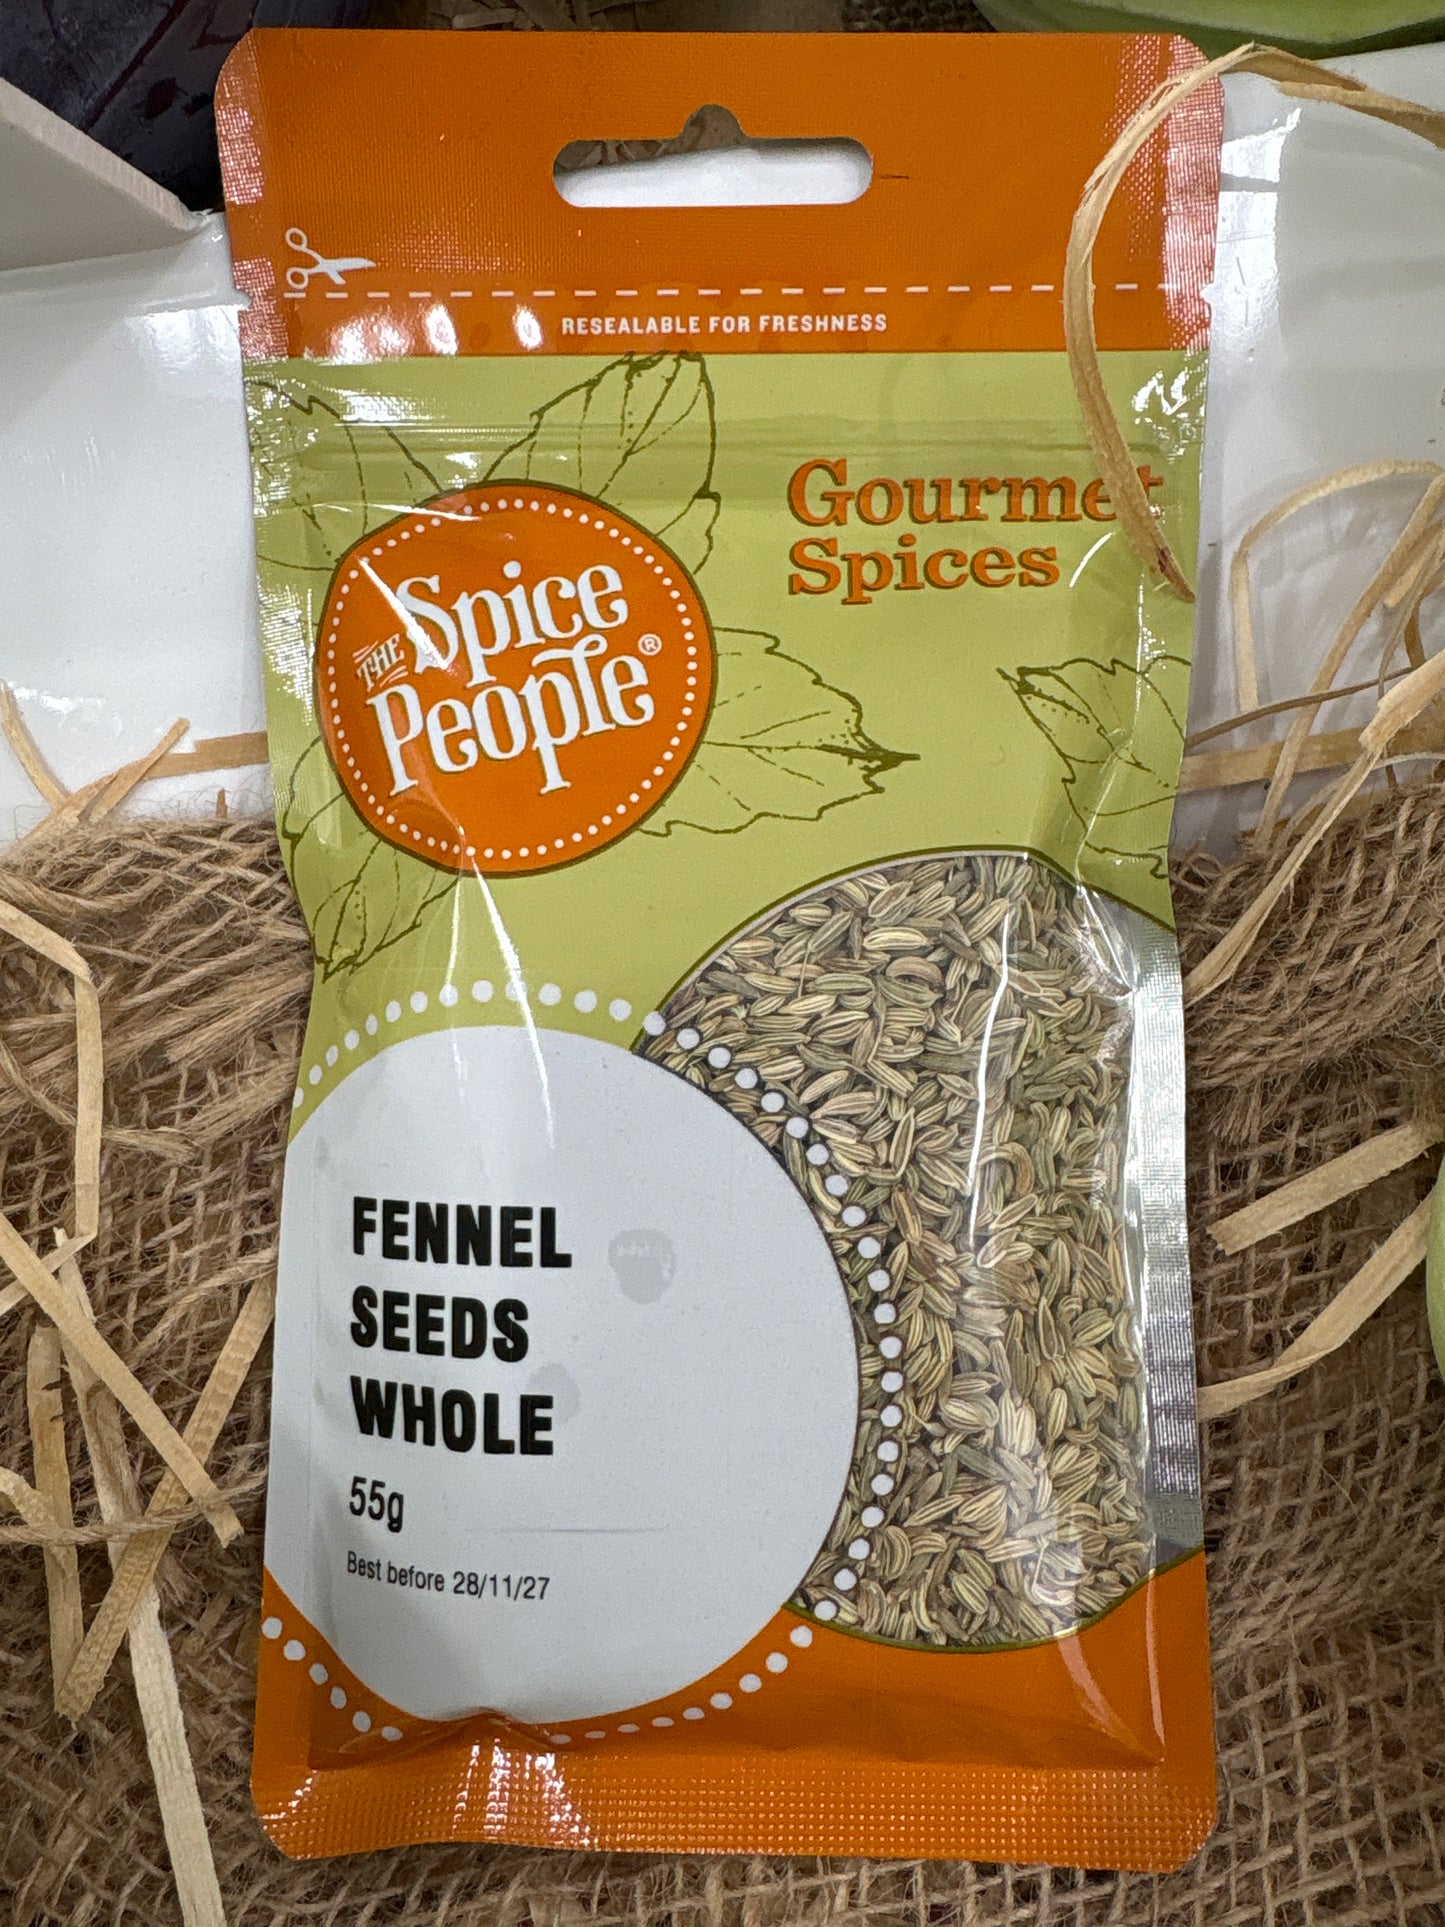 RESEALABLE FOR FRESHNESS
Gourmet
Spices
THE Spice
People®
FENNEL
SEEDS
WHOLE
55g
Best before 28/11/27